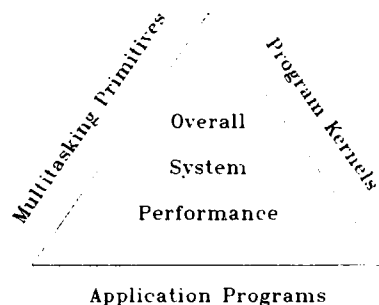 Multitasking Primitives
Program Kernels
Overall
System
Performance
Application Programs